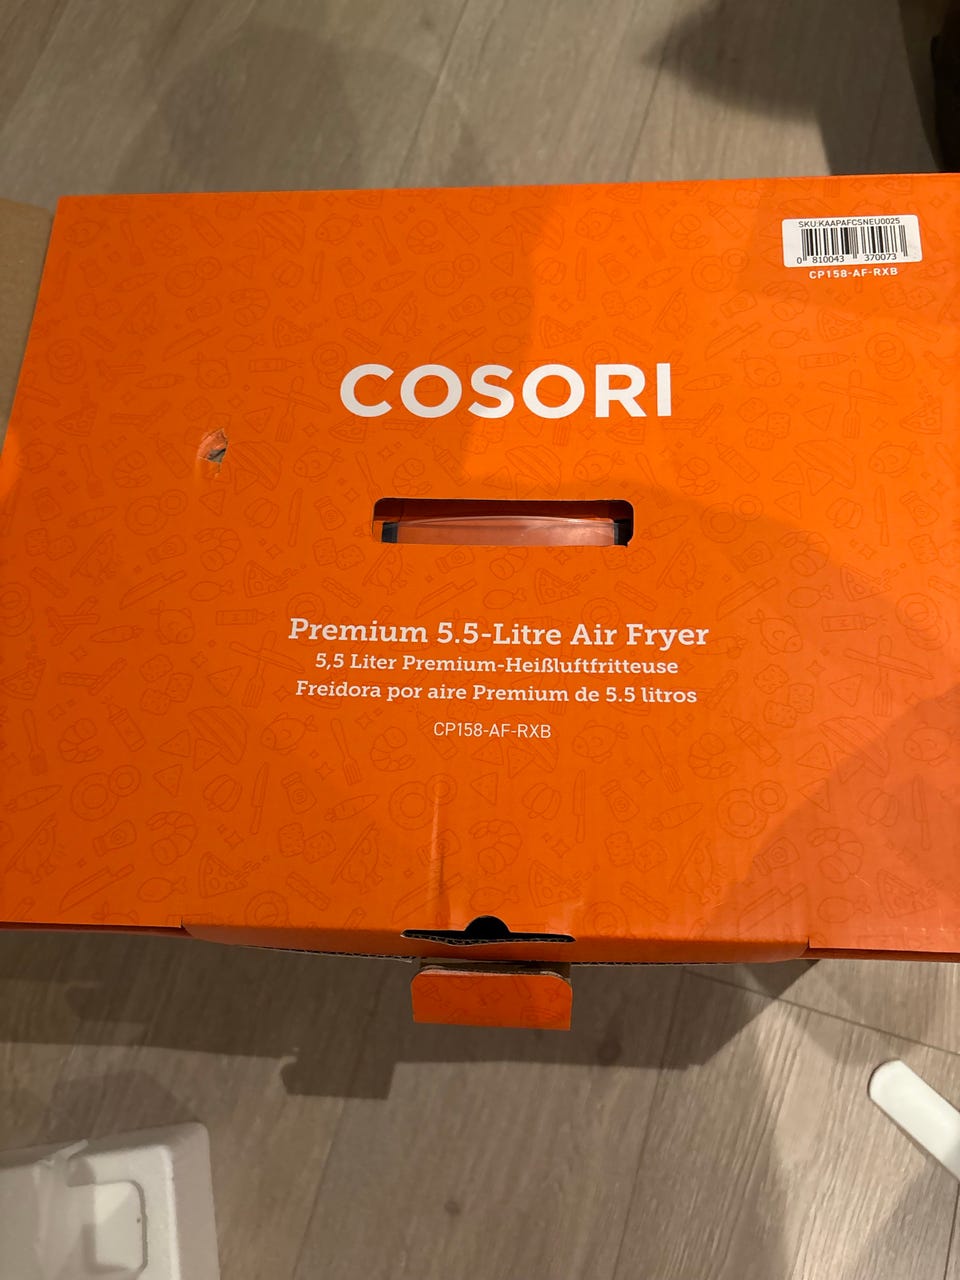 SKU:KAAPAFCSNEU0025
0 810043 370073
CP158-AF-RXB
COSORI
Premium 5.5-Litre Air Fryer
5,5 Liter Premium-Heißluftfritteuse
Freidora por aire Premium de 5.5 litros
CP158-AF-RXB